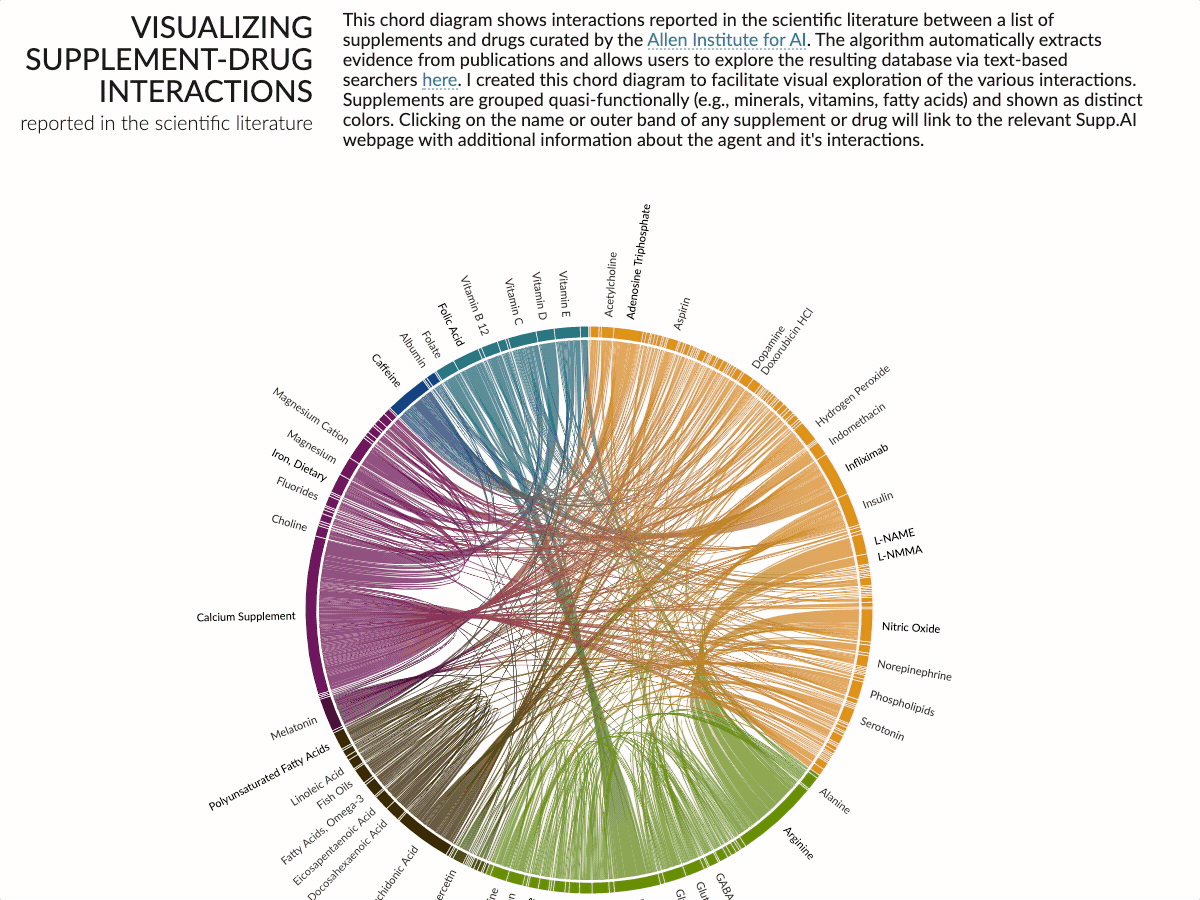 VISUALIZING
SUPPLEMENT-DRUG
INTERACTIONS
reported in the scientific literature
This chord diagram shows interactions reported in the scientific literature between a list of
supplements and drugs curated by the Allen Institute for AI. The algorithm automatically extracts
evidence from publications and allows users to explore the resulting database via text-based
searchers here. I created this chord diagram to facilitate visual exploration of the various interactions.
Supplements are grouped quasi-functionally (e.g., minerals, vitamins, fatty acids) and shown as distinct
colors. Clicking on the name or outer band of any supplement or drug will link to the relevant Supp.AI
webpage with additional information about the agent and it's interactions.
Acetylcholine
Adenosine Triphosphate
Aspirin
Dopamine
Doxorubicin HCl
Hydrogen Peroxide
Indomethacin
Infliximab
Insulin
L-NAME
L-NMMA
Nitric Oxide
Norepinephrine
Phospholipids
Serotonin
Alanine
Arginine
GABA
Arachidonic Acid
Docosahexaenoic Acid
Eicosapentaenoic Acid
Fatty Acids, Omega-3
Fish Oils
Linoleic Acid
Polyunsaturated Fatty Acids
Melatonin
Calcium Supplement
Choline
Fluorides
Iron, Dietary
Magnesium
Magnesium Cation
Caffeine
Albumin
Folate
Folic Acid
Vitamin B 12
Vitamin C
Vitamin D
Vitamin E